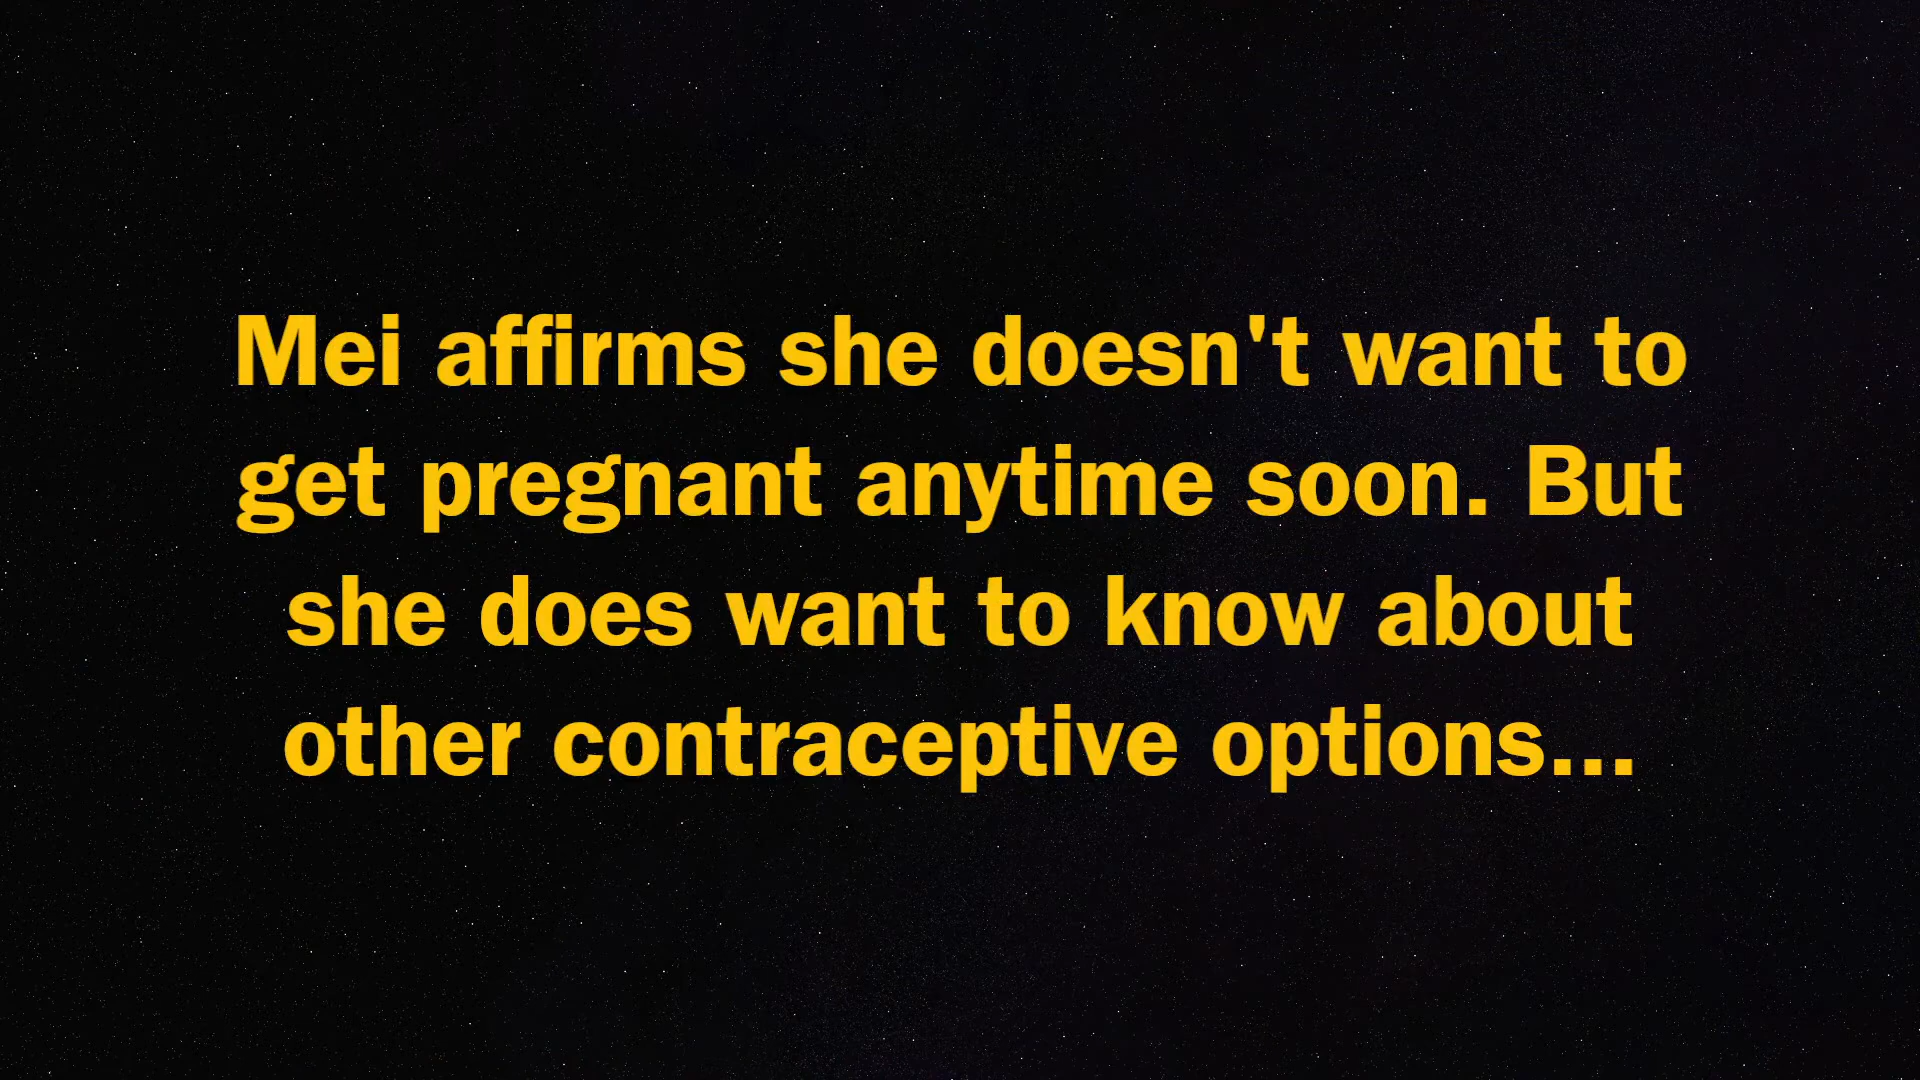 Mei affirms she doesn't want to
get pregnant anytime soon. But
she does want to know about
other contraceptive options...